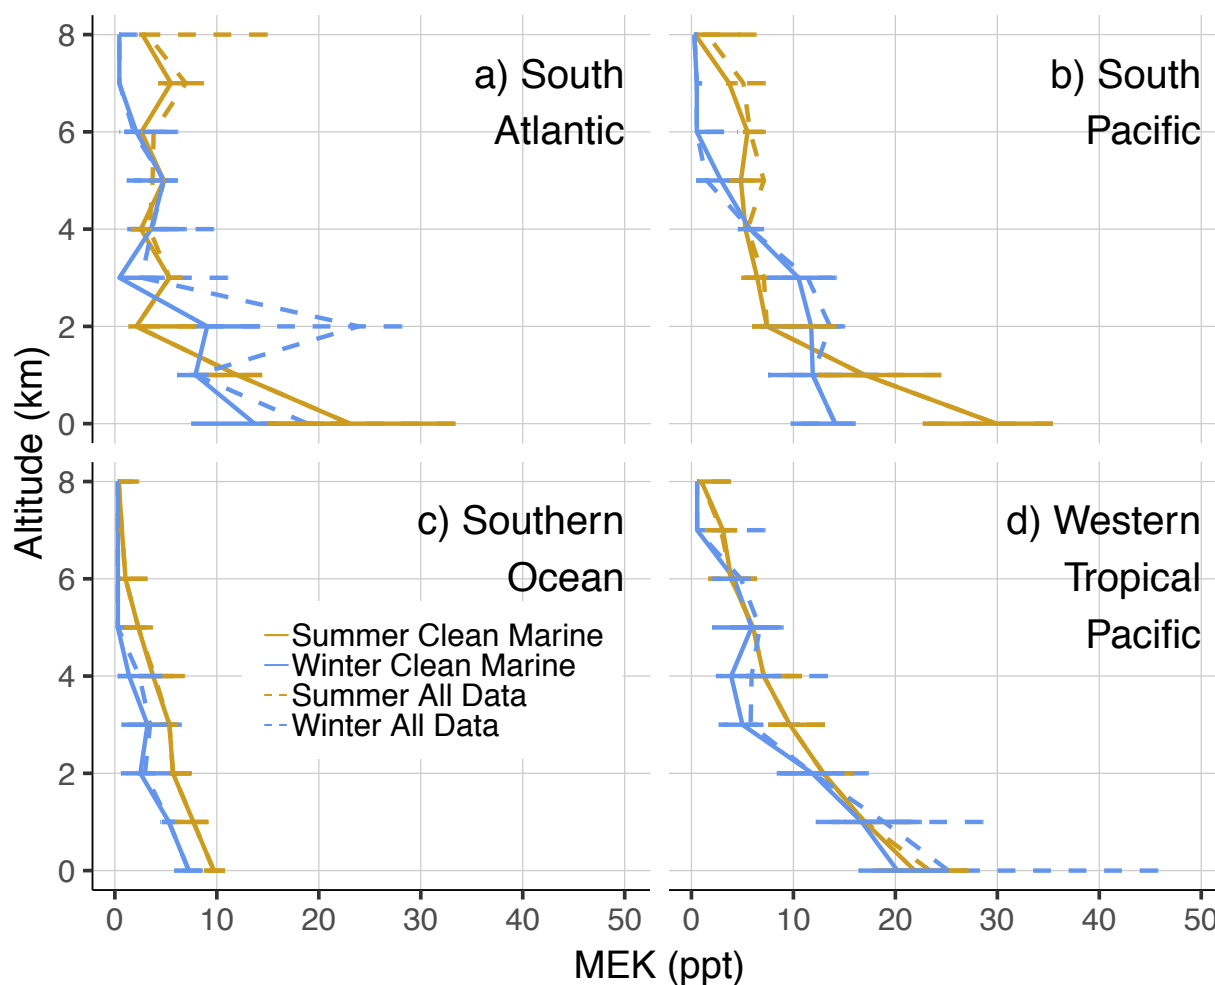 a) South
Atlantic
b) South
Pacific
8
6
4
2
0
c) Southern
Ocean
d) Western
Tropical
Pacific
8
6
4
2
0
Summer Clean Marine
Winter Clean Marine
Summer All Data
Winter All Data
Altitude (km)
0 10 20 30 40 50
0 10 20 30 40 50
MEK (ppt)